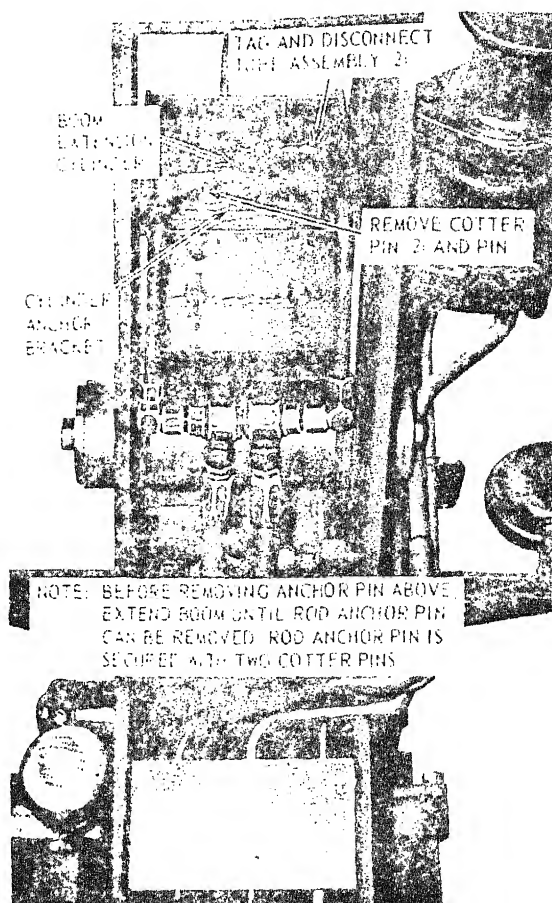 TAG AND DISCONNECT
TUBE ASSEMBLY (2)
BOOM
EXTENSION
CYLINDER
REMOVE COTTER
PIN (2) AND PIN
CYLINDER
ANCHOR
BRACKET
NOTE: BEFORE REMOVING ANCHOR PIN ABOVE,
EXTEND BOOM UNTIL ROD ANCHOR PIN
CAN BE REMOVED. ROD ANCHOR PIN IS
SECURED WITH TWO COTTER PINS